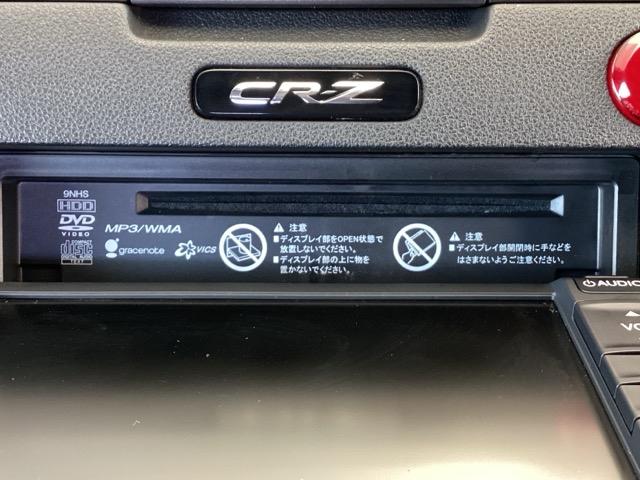 CR-Z
9NHS
HDD
DVD
VIDEO
MP3/WMA
COMPACT
disc
DIGITAL AUDIO
TEXT
gracenote
VICS
注意
■ディスプレイ部をOPEN状態で
放置しないでください。
■ディスプレイ部の上に物を
置かないでください。
注意
■ディスプレイ部開閉時に手などを
はさまないようご注意ください。
AUDIO